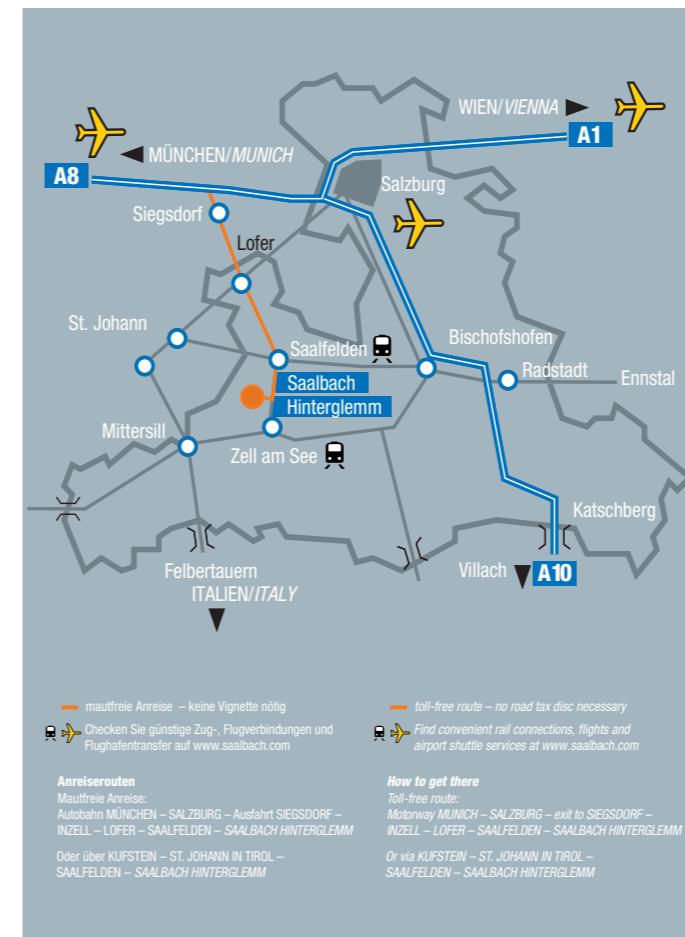 WIEN/VIENNA
A1
MÜNCHEN/MUNICH
A8
Salzburg
Siegsdorf
Lofer
St. Johann
Bischofshofen
Saalfelden
Radstadt
Ennstal
Saalbach
Hinterglemm
Mittersill
Zell am See
Katschberg
Felbertauern
Villach
A10
ITALIEN/ITALY
mautfreie Anreise – keine Vignette nötig
Checken Sie günstige Zug-, Flugverbindungen und
Flughafentransfer auf www.saalbach.com
Anreiserouten
Mautfreie Anreise:
Autobahn MÜNCHEN – SALZBURG – Ausfahrt SIEGSDORF –
INZELL – LOFER – SAALFELDEN – SAALBACH HINTERGLEMM
Oder über KUFSTEIN – ST. JOHANN IN TIROL –
SAALFELDEN – SAALBACH HINTERGLEMM
toll-free route – no road tax disc necessary
Find convenient rail connections, flights and
airport shuttle services at www.saalbach.com
How to get there
Toll-free route:
Motorway MUNICH – SALZBURG – exit to SIEGSDORF –
INZELL – LOFER – SAALFELDEN – SAALBACH HINTERGLEMM
Or via KUFSTEIN – ST. JOHANN IN TIROL –
SAALFELDEN – SAALBACH HINTERGLEMM